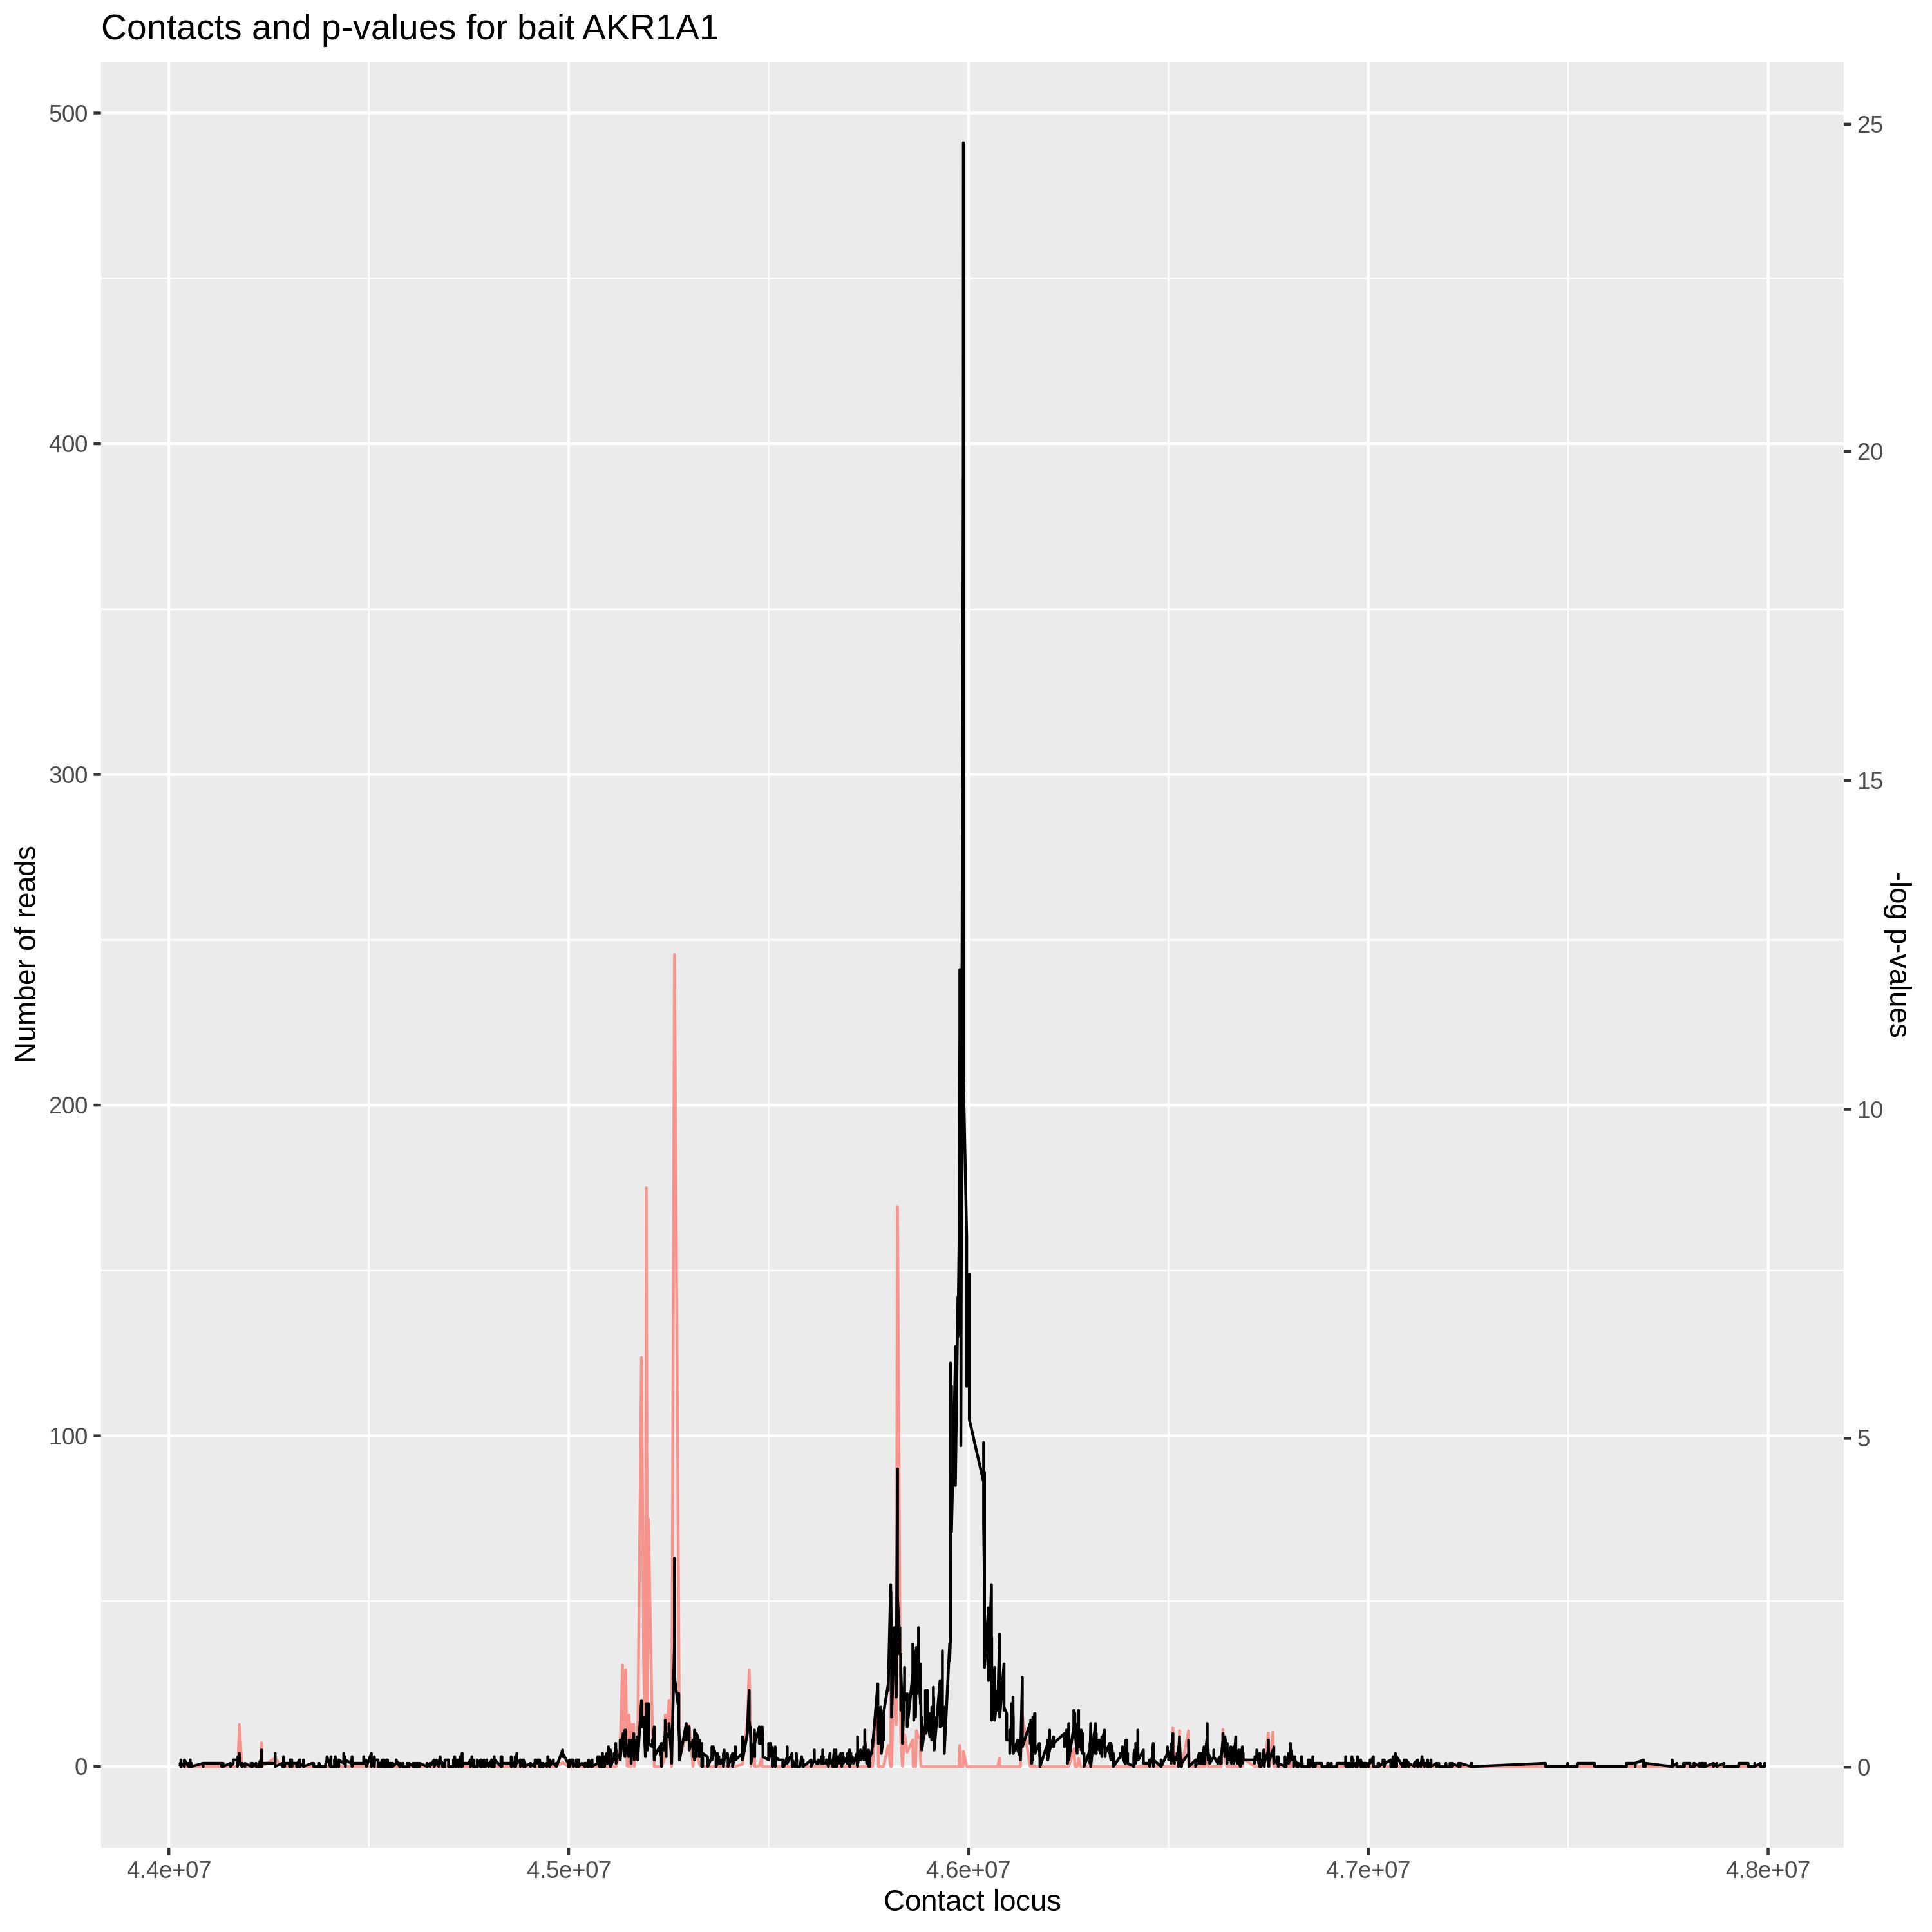 Contacts and p-values for bait AKR1A1
500
400
300
200
100
0
Number of reads
25
20
15
10
5
0
-log p-values
4.4e+07
4.5e+07
4.6e+07
4.7e+07
4.8e+07
Contact locus